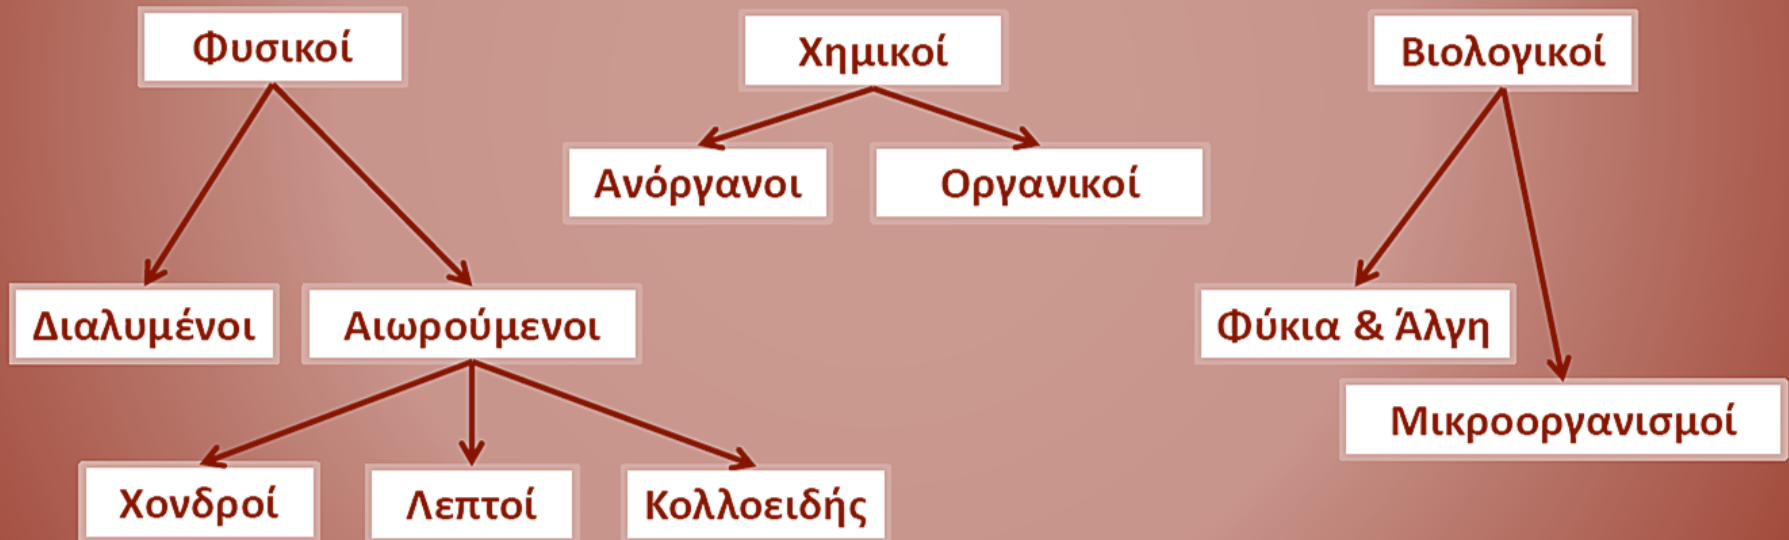 Φυσικοί
Χημικοί
Βιολογικοί
Ανόργανοι
Οργανικοί
Διαλυμένοι
Αιωρούμενοι
Φύκια & Άλγη
Μικροοργανισμοί
Χονδροί
Λεπτοί
Κολλοειδής